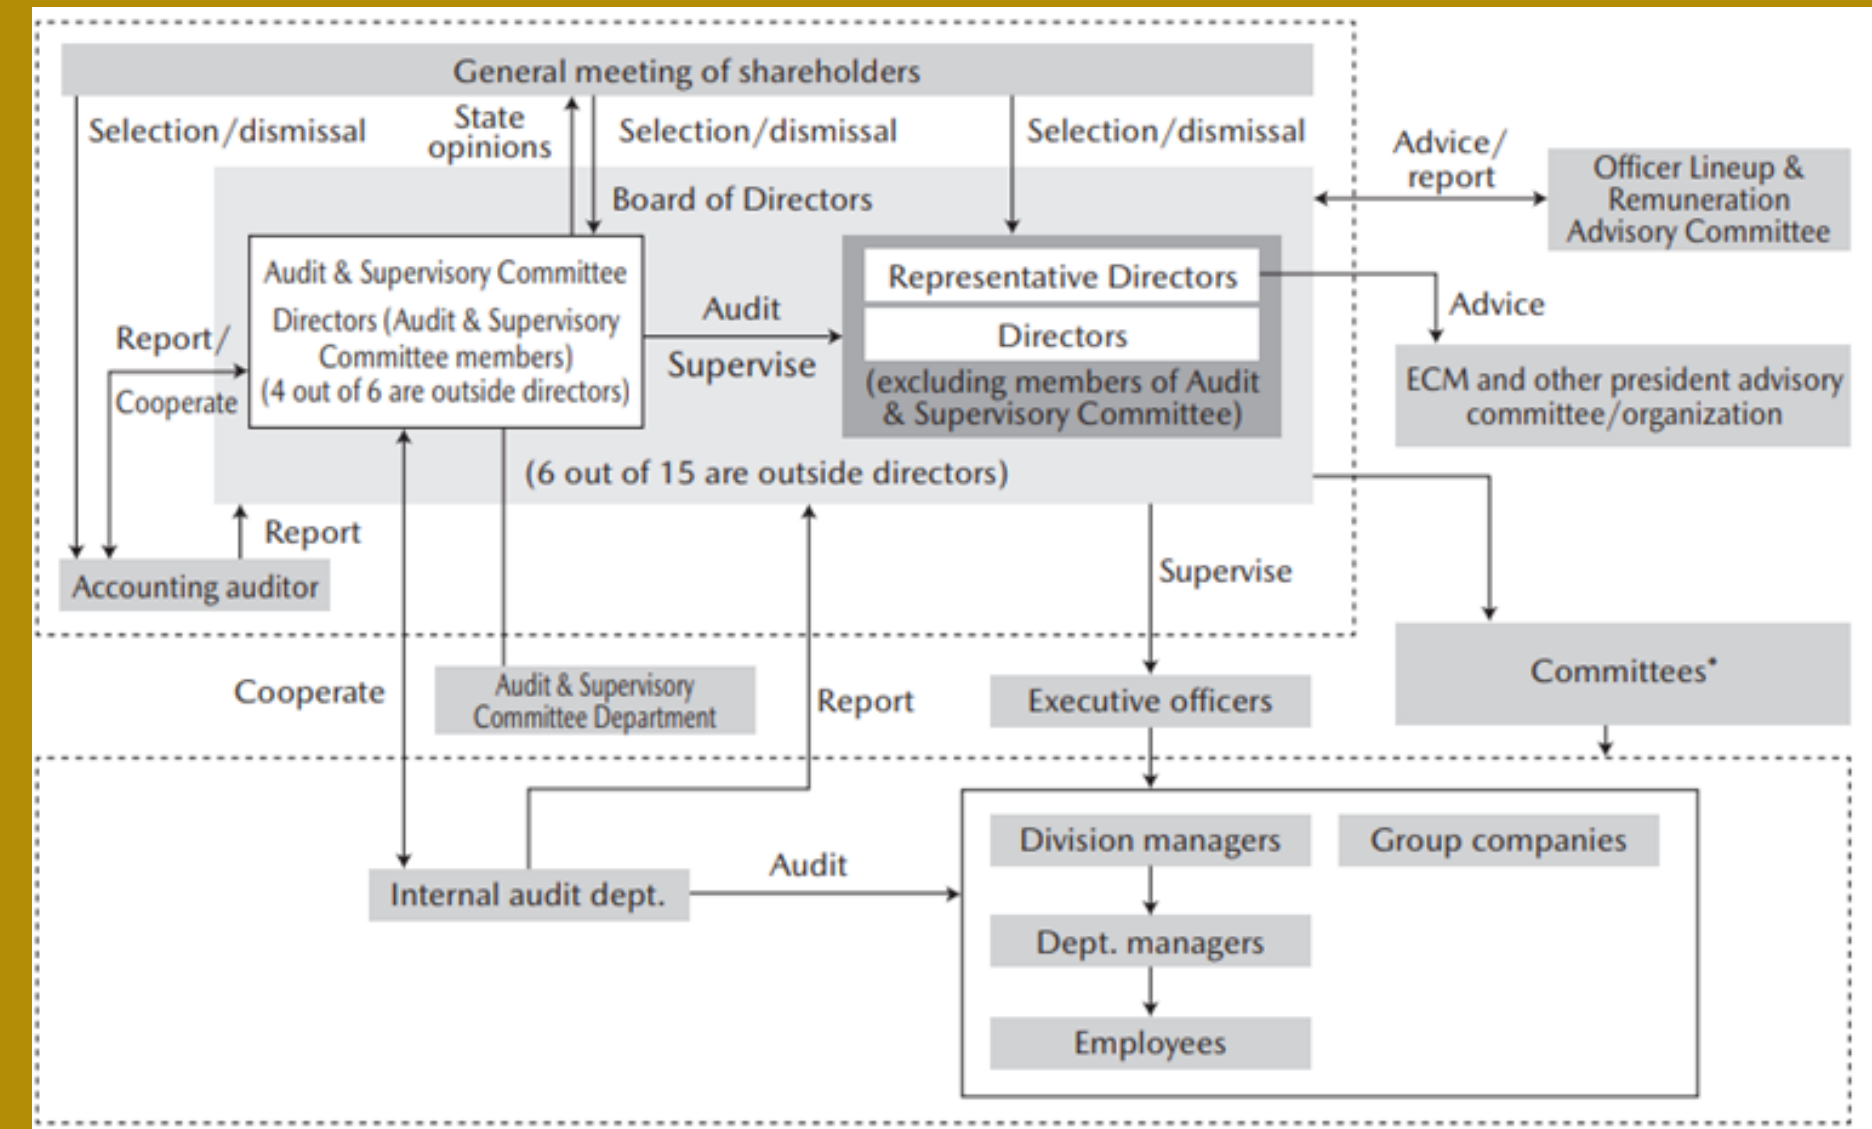 General meeting of shareholders
Selection/dismissal
State
opinions
Selection/dismissal
Selection/dismissal
Advice/
report
Officer Lineup &
Remuneration
Advisory Committee
Board of Directors
Audit & Supervisory Committee
Directors (Audit & Supervisory
Committee members)
(4 out of 6 are outside directors)
Report/
Cooperate
Audit
Supervise
Representative Directors
Directors
(excluding members of Audit
& Supervisory Committee)
Advice
ECM and other president advisory
committee/organization
(6 out of 15 are outside directors)
Report
Accounting auditor
Supervise
Cooperate
Audit & Supervisory
Committee Department
Report
Executive officers
Committees*
Internal audit dept.
Audit
Division managers
Group companies
Dept. managers
Employees